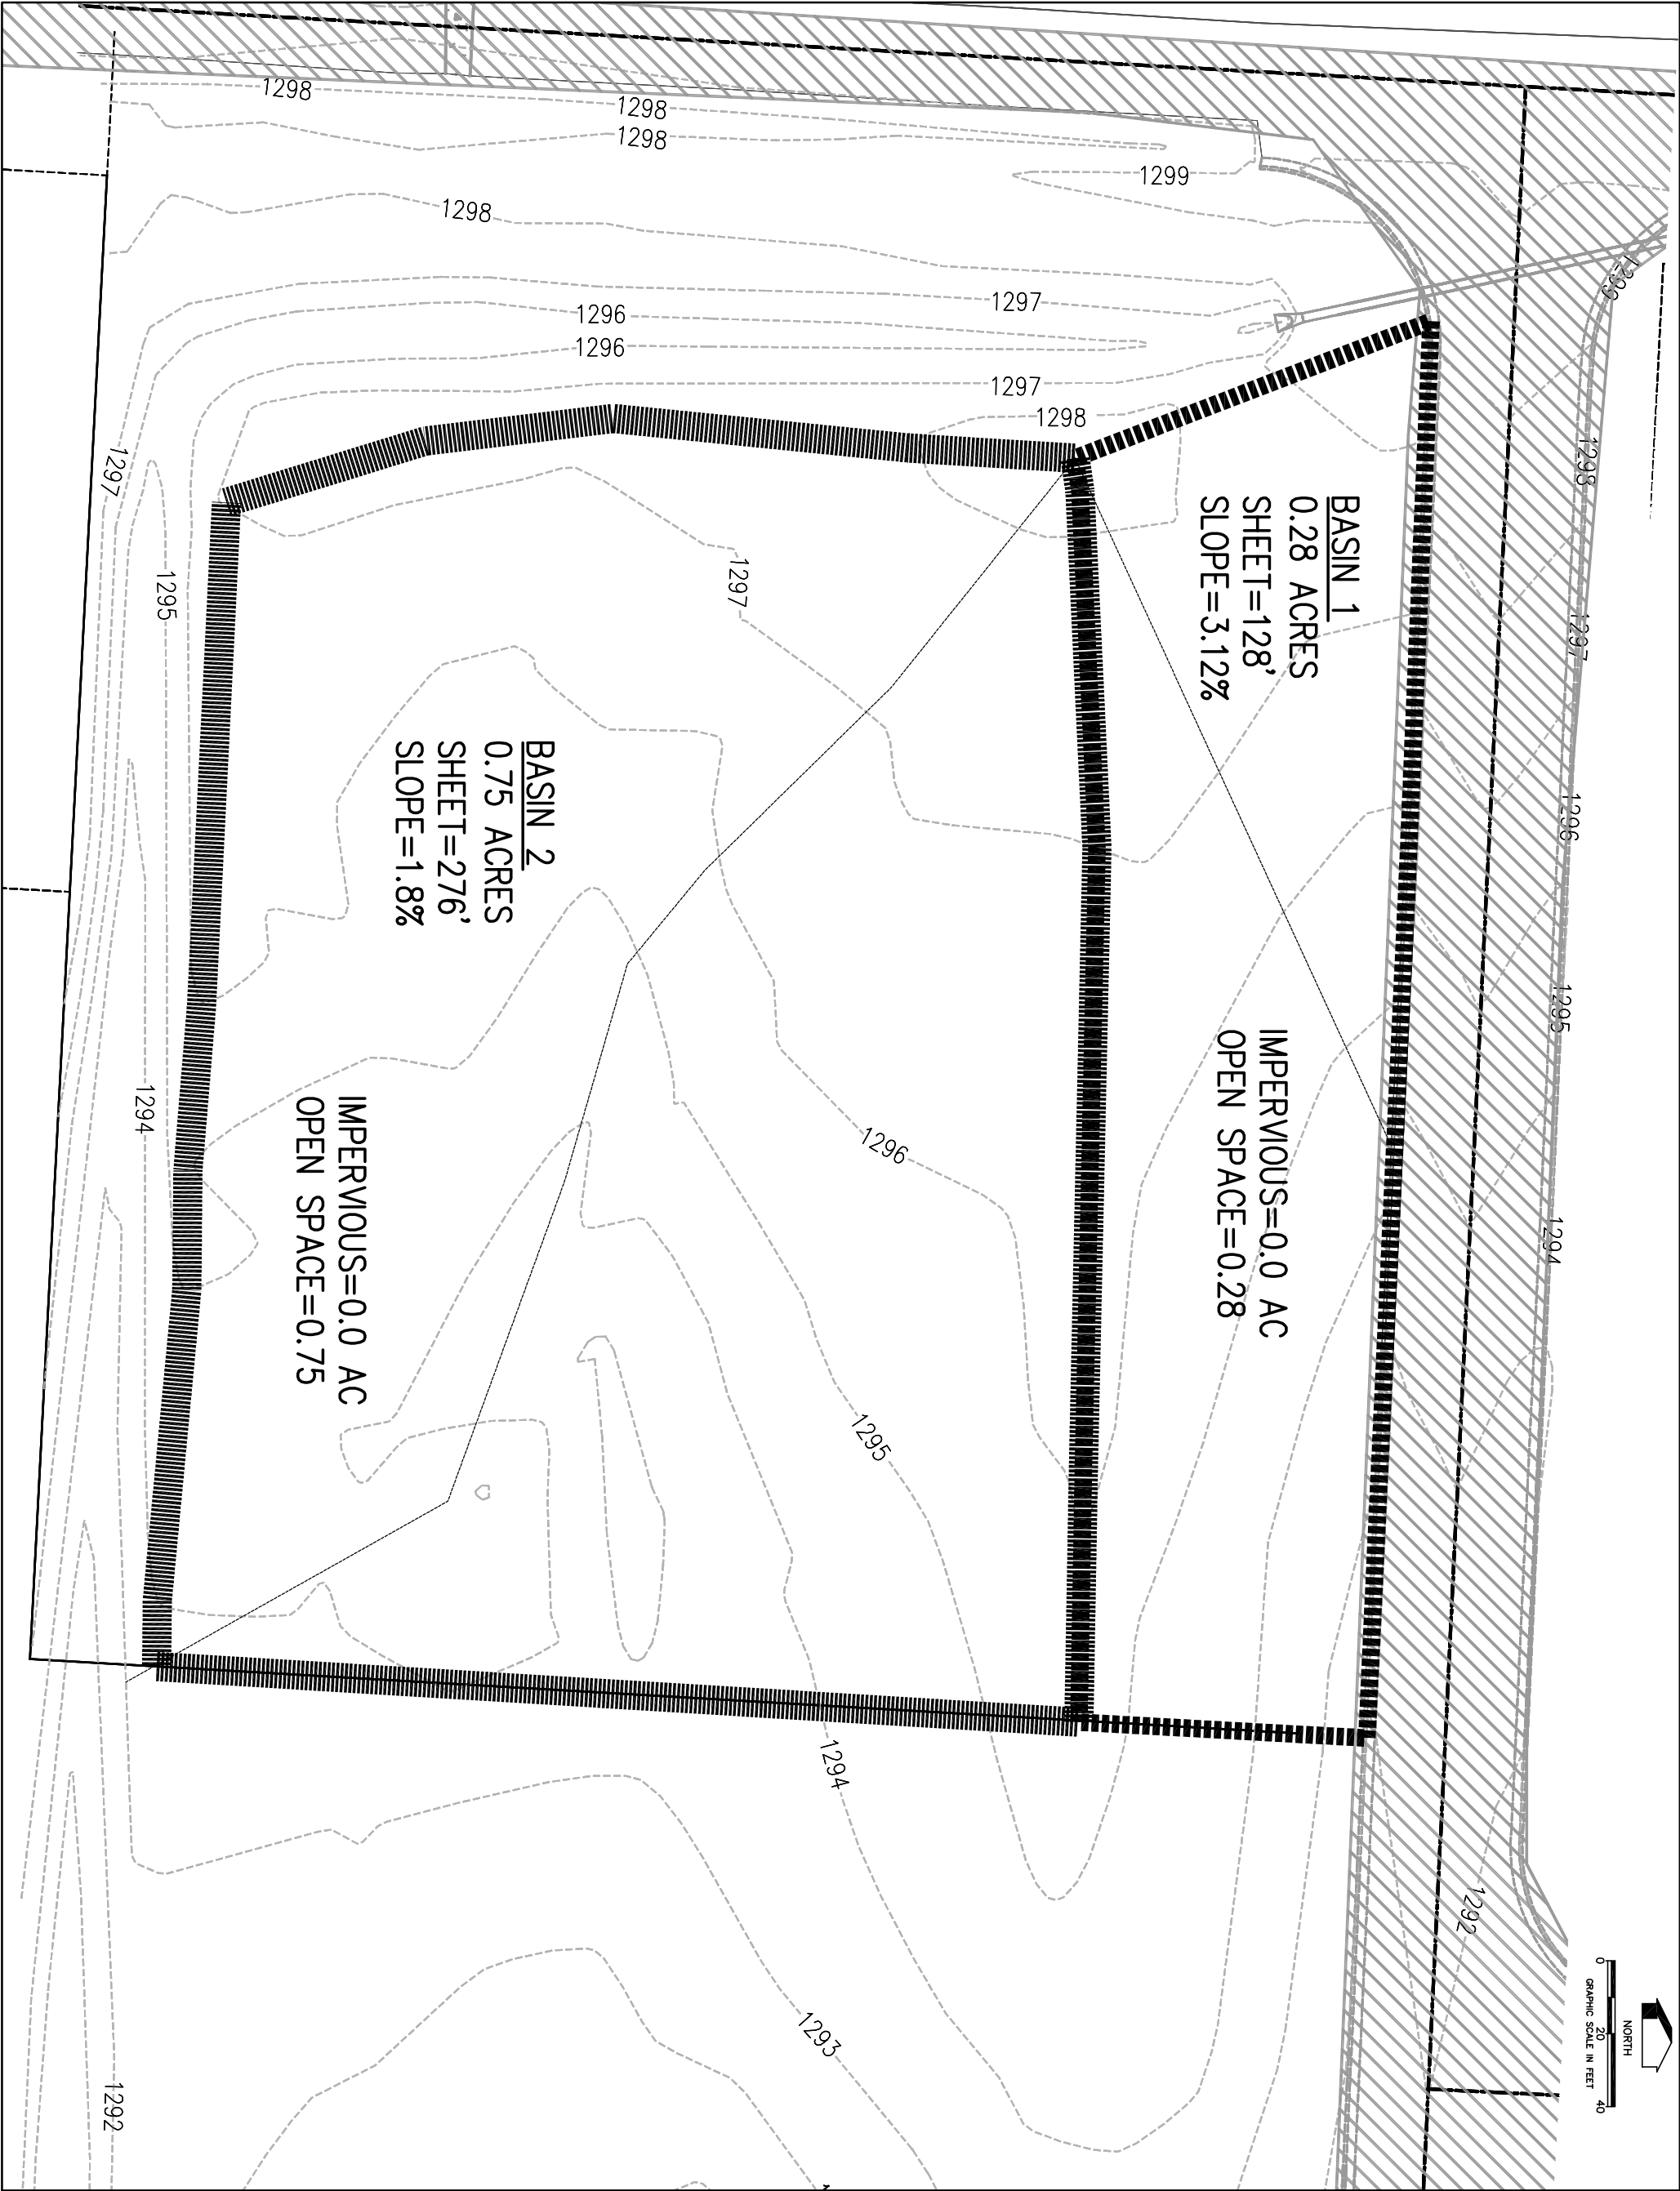 BASIN 1
0.28 ACRES
SHEET=128'
SLOPE=3.12%
IMPERVIOUS=0.0 AC
OPEN SPACE=0.28
BASIN 2
0.75 ACRES
SHEET=276'
SLOPE=1.8%
IMPERVIOUS=0.0 AC
OPEN SPACE=0.75
NORTH
0 20 40
GRAPHIC SCALE IN FEET
1298
1298
1298
1299
1298
1297
1296
1296
1297
1298
1299
1298
1297
1296
1295
1294
1292
1297
1295
1294
1297
1296
1295
1294
1293
1292